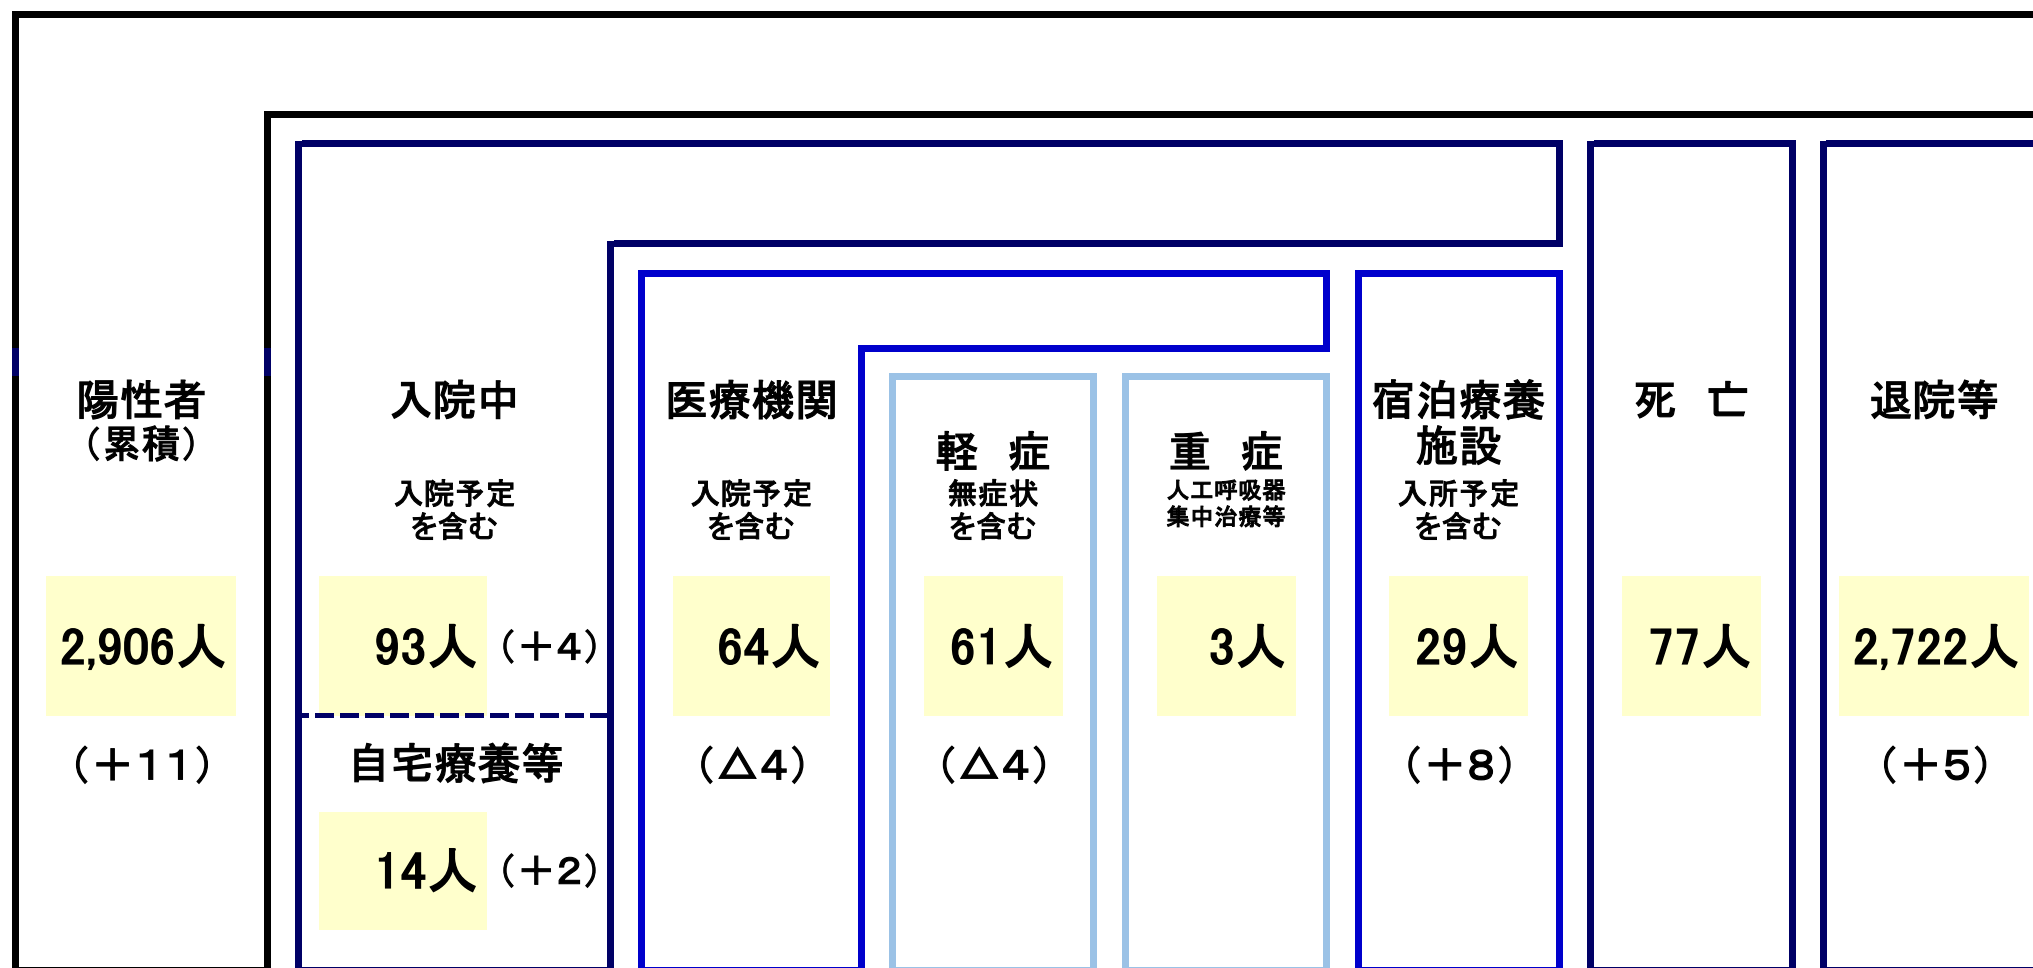 陽性者
（累積）
2,906人
（＋１１）
入院中
入院予定
を含む
93人（＋４）
自宅療養等
14人（＋２）
医療機関
入院予定
を含む
64人
（△４）
軽　症
無症状
を含む
61人
（△４）
重　症
人工呼吸器
集中治療等
3人
宿泊療養
施設
入所予定
を含む
29人
（＋８）
死　亡
77人
退院等
2,722人
（＋５）